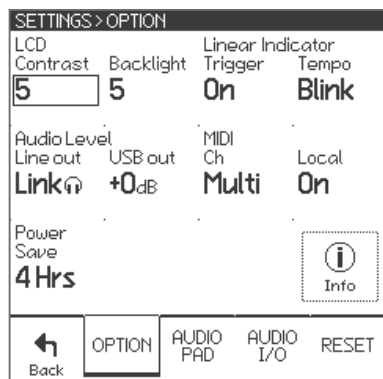 SETTINGS>OPTION
LCD Linear Indicator
Contrast Backlight Trigger Tempo
5 5 On Blink
Audio Level MIDI
Line out USB out Ch Local
Link +0dB Multi On
Power
Save
4 Hrs
Info
Back OPTION AUDIO PAD AUDIO I/O RESET